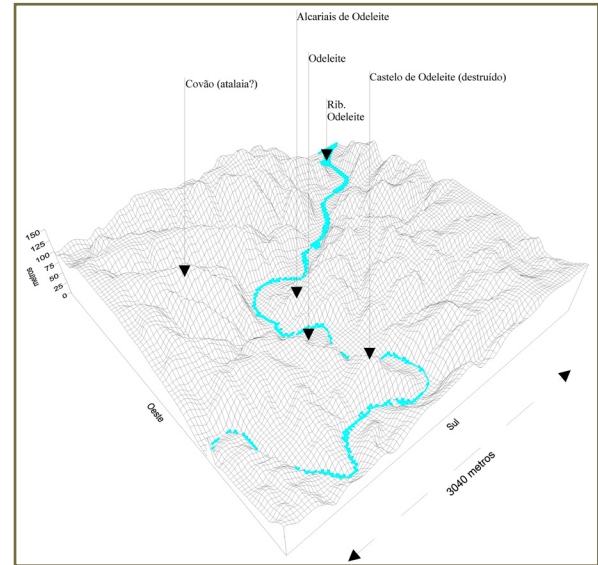 Alcariais de Odeleite
Odeleite
Covão (atalaia?)
Castelo de Odeleite (destruído)
Rib.
Odeleite
150
125
100
75
50
25
0
metros
Oeste
Sul
3040 metros